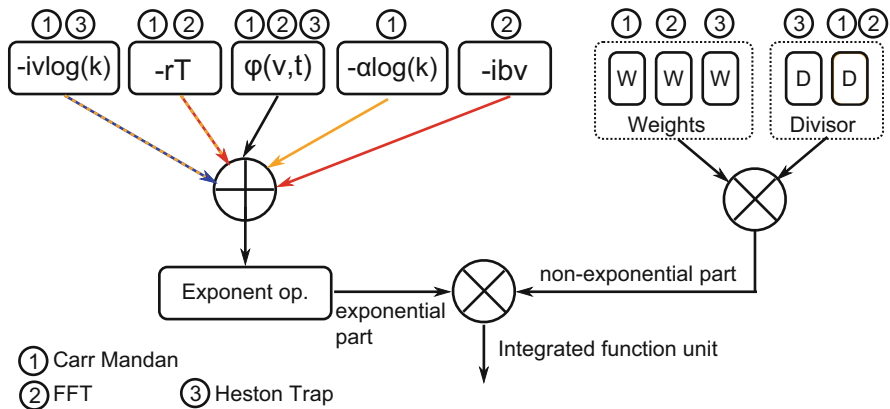 ① ③ ① ② ① ② ③ ① ② ① ② ③ ③ ① ②
-ivlog(k) -rT φ(v,t) -αlog(k) -ibv W W W D D
Weights Divisor
non-exponential part
Exponent op.
exponential
part
Integrated function unit
① Carr Mandan
② FFT ③ Heston Trap